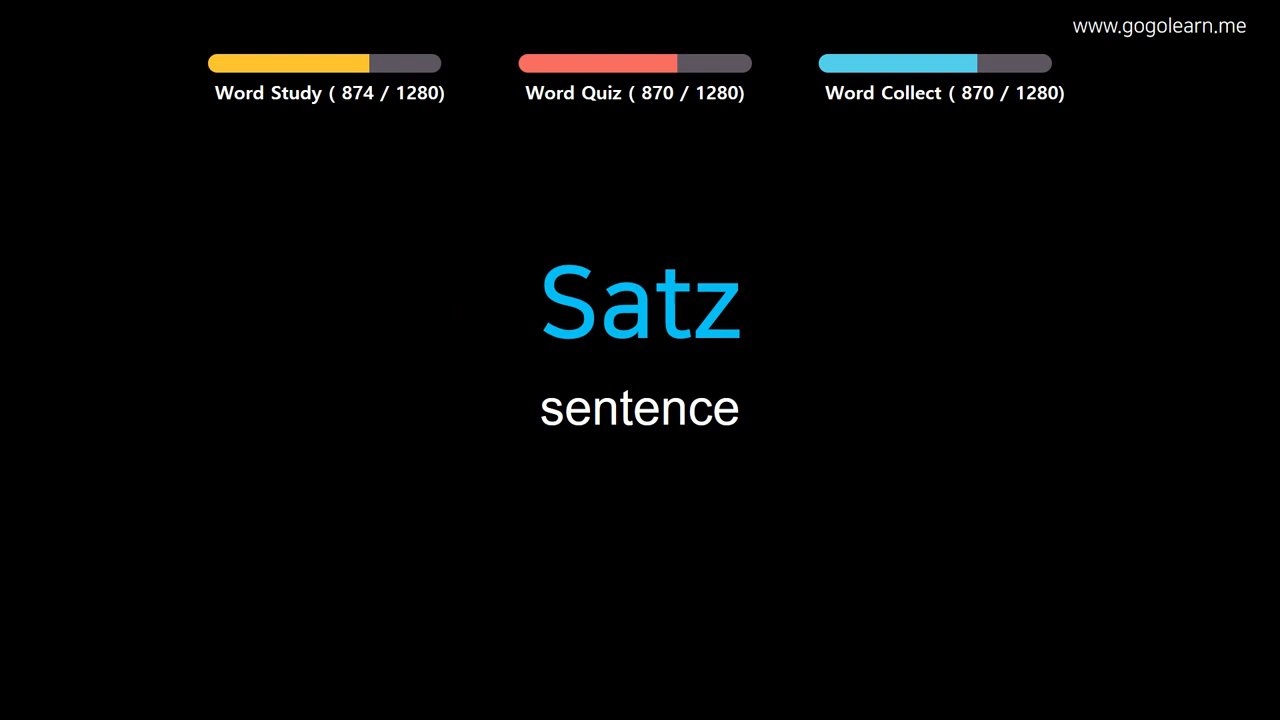 www.gogolearn.me
Word Study ( 874 / 1280)
Word Quiz ( 870 / 1280)
Word Collect ( 870 / 1280)
Satz
sentence